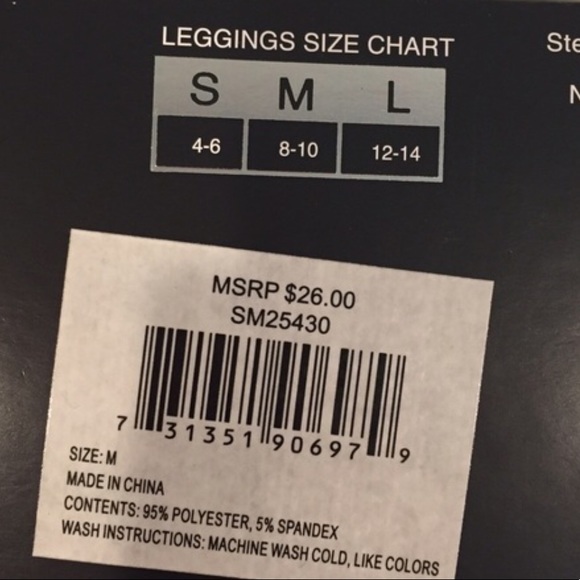 LEGGINGS SIZE CHART
S M L
4-6 8-10 12-14
MSRP $26.00
SM25430
7 31351 90697 9
SIZE: M
MADE IN CHINA
CONTENTS: 95% POLYESTER, 5% SPANDEX
WASH INSTRUCTIONS: MACHINE WASH COLD, LIKE COLORS